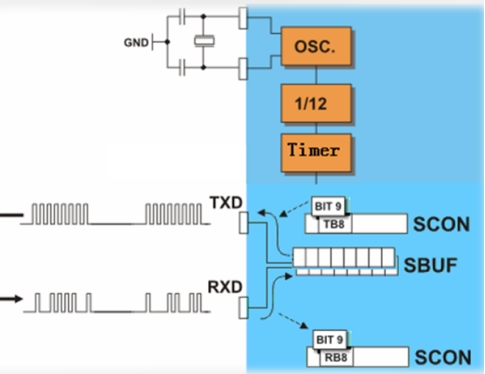 GND
OSC.
1/12
Timer
TXD
BIT 9
TB8
SCON
SBUF
RXD
BIT 9
RB8
SCON